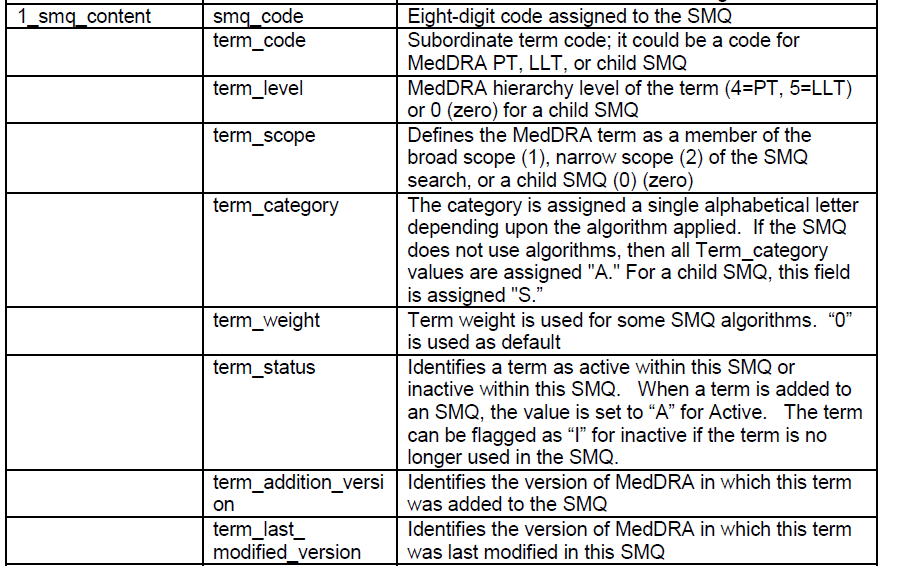 1_smq_content smq_code Eight-digit code assigned to the SMQ
term_code Subordinate term code; it could be a code for
MedDRA PT, LLT, or child SMQ
term_level MedDRA hierarchy level of the term (4=PT, 5=LLT)
or 0 (zero) for a child SMQ
term_scope Defines the MedDRA term as a member of the
broad scope (1), narrow scope (2) of the SMQ
search, or a child SMQ (0) (zero)
term_category The category is assigned a single alphabetical letter
depending upon the algorithm applied.  If the SMQ
does not use algorithms, then all Term_category
values are assigned "A." For a child SMQ, this field
is assigned "S.”
term_weight Term weight is used for some SMQ algorithms.  “0”
is used as default
term_status Identifies a term as active within this SMQ or
inactive within this SMQ.   When a term is added to
an SMQ, the value is set to “A” for Active.   The term
can be flagged as “I” for inactive if the term is no
longer used in the SMQ.
term_addition_versi Identifies the version of MedDRA in which this term
on was added to the SMQ
term_last_ Identifies the version of MedDRA in which this term
modified_version was last modified in this SMQ